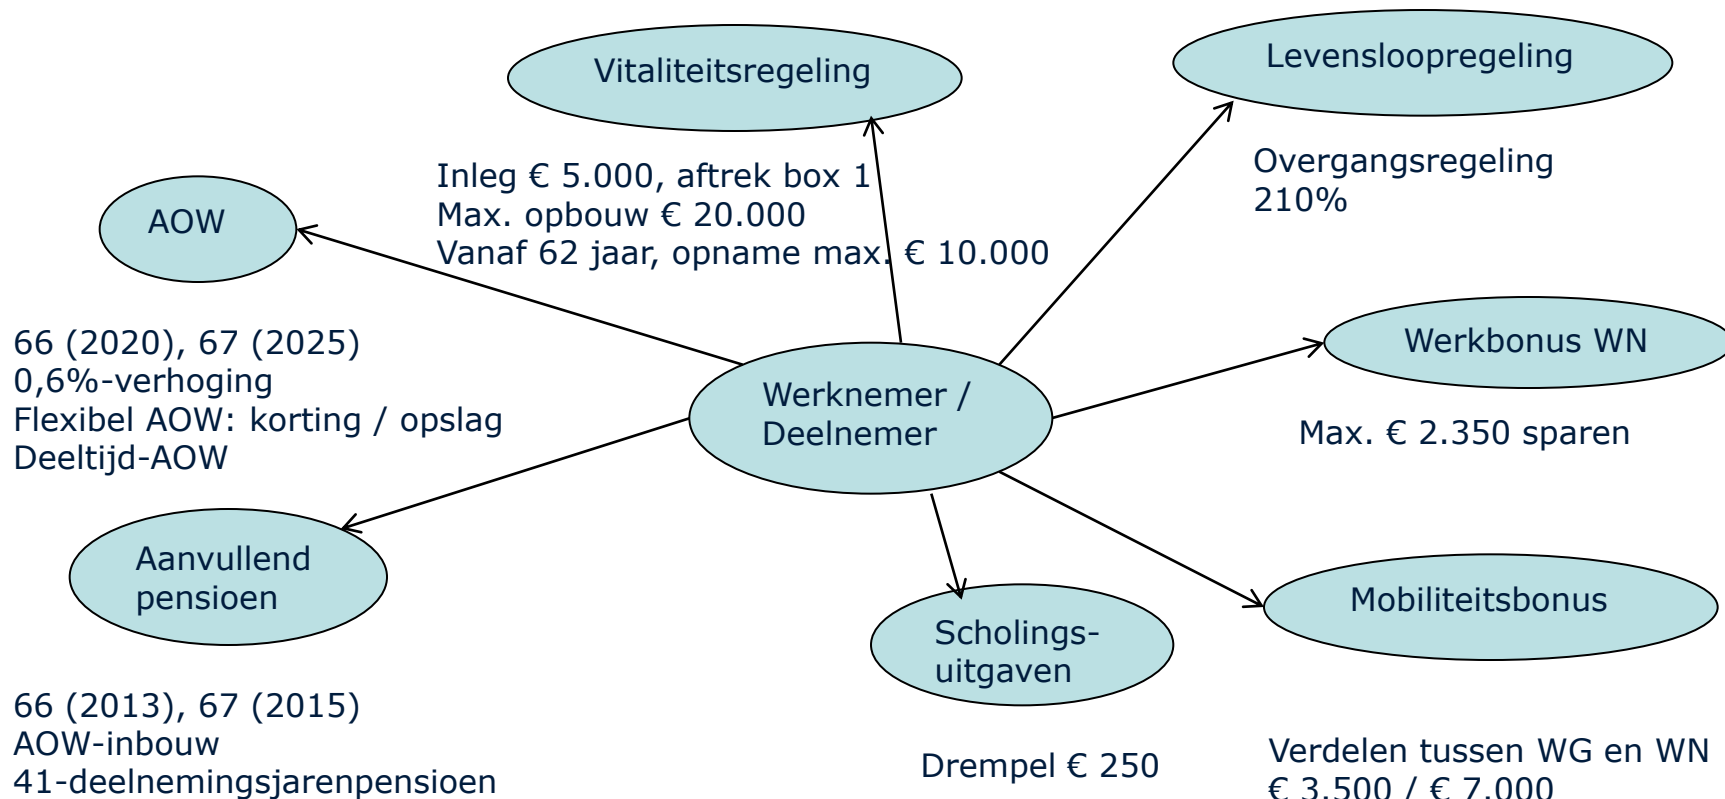 Vitaliteitsregeling
Inleg € 5.000, aftrek box 1
Max. opbouw € 20.000
Vanaf 62 jaar, opname max. € 10.000
Levensloopregeling
Overgangsregeling
210%
AOW
66 (2020), 67 (2025)
0,6%-verhoging
Flexibel AOW: korting / opslag
Deeltijd-AOW
Werknemer /
Deelnemer
Werkbonus WN
Max. € 2.350 sparen
Aanvullend
pensioen
66 (2013), 67 (2015)
AOW-inbouw
41-deelnemingsjarenpensioen
Scholings-
uitgaven
Drempel € 250
Mobiliteitsbonus
Verdelen tussen WG en WN
€ 3.500 / € 7.000